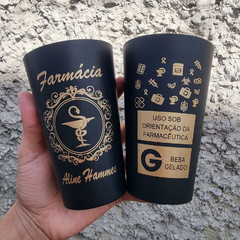 Farmácia
Aline Hammes
USO SOB
ORIENTAÇÃO DA
FARMACÊUTICA
G
BEBA
GELADO